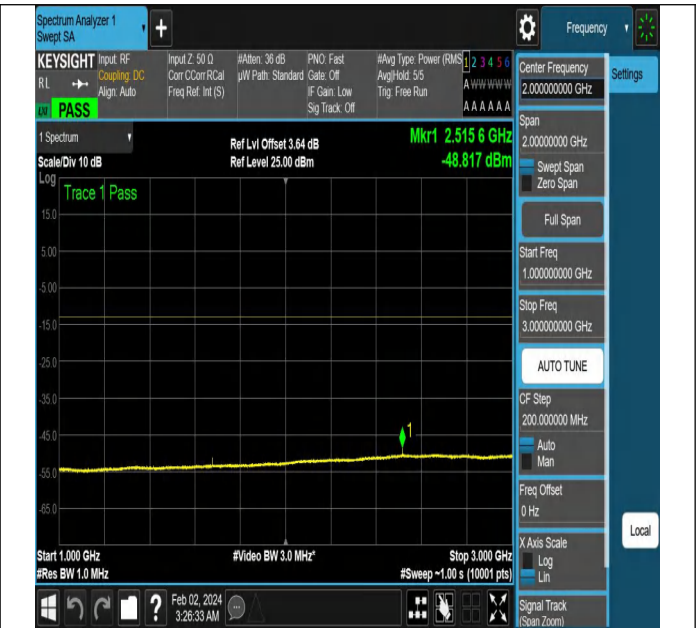 Spectrum Analyzer 1
Swept SA
Frequency
KEYSIGHT
Input: RF
Coupling: DC
Align: Auto
Input Z: 50 Ω
Corr CCorr RCal
Freq Ref: Int (S)
#Atten: 36 dB
µW Path: Standard
PNO: Fast
Gate: Off
IF Gain: Low
Sig Track: Off
#Avg Type: Power (RMS
Avg|Hold: 5/5
Trig: Free Run
1 2 3 4 5 6
A W W W W W
A A A A A A
R L
PASS
1 Spectrum
Scale/Div 10 dB
Ref Lvl Offset 3.64 dB
Ref Level 25.00 dBm
Mkr1 2.515 6 GHz
-48.817 dBm
Log
Trace 1 Pass
15.0
5.00
-5.00
-15.0
-25.0
-35.0
-45.0
-55.0
-65.0
1
Start 1.000 GHz
#Video BW 3.0 MHz*
Stop 3.000 GHz
#Res BW 1.0 MHz
#Sweep ~1.00 s (10001 pts)
Feb 02, 2024
3:26:33 AM
?
Center Frequency
2.000000000 GHz
Settings
Span
2.00000000 GHz
Swept Span
Zero Span
Full Span
Start Freq
1.000000000 GHz
Stop Freq
3.000000000 GHz
AUTO TUNE
CF Step
200.000000 MHz
Auto
Man
Freq Offset
0 Hz
X Axis Scale
Log
Lin
Local
Signal Track
(Span Zoom)